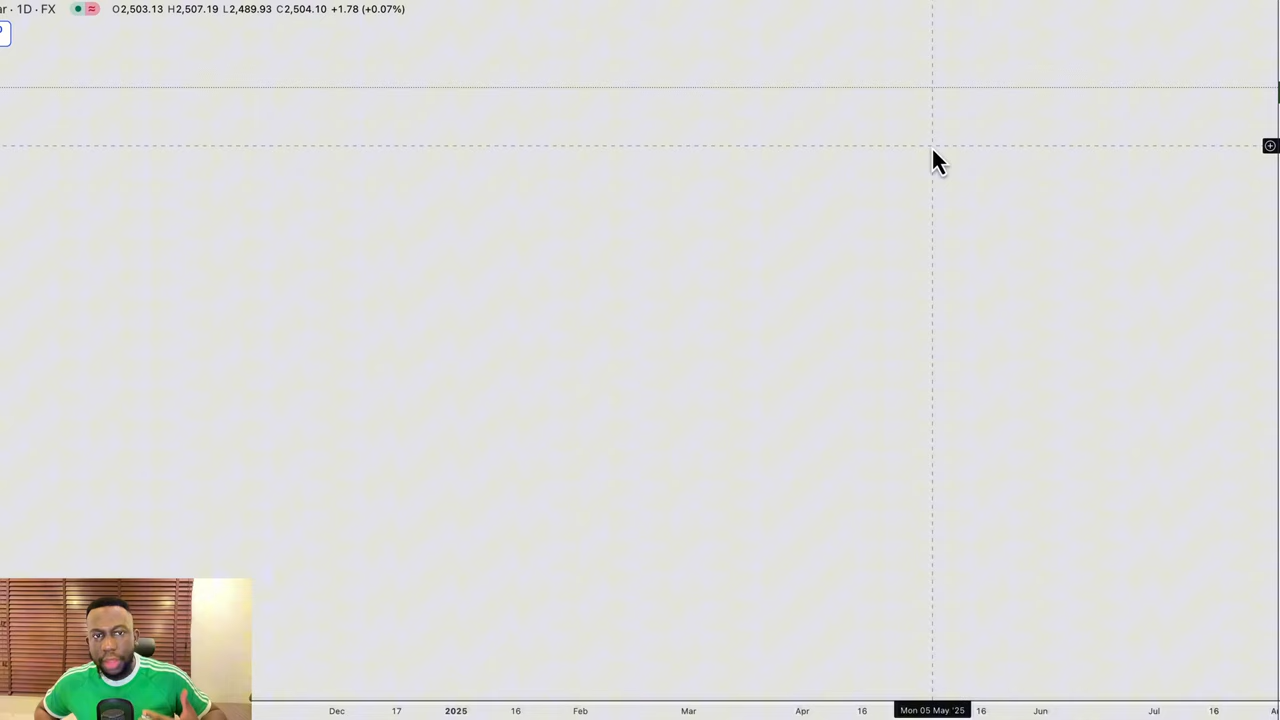 ar · 1D · FX O2,503.13 H2,507.19 L2,489.93 C2,504.10 +1.78 (+0.07%)
Dec 17 2025 16 Feb Mar Apr 16 Mon 05 May '25 16 Jun Jul 16